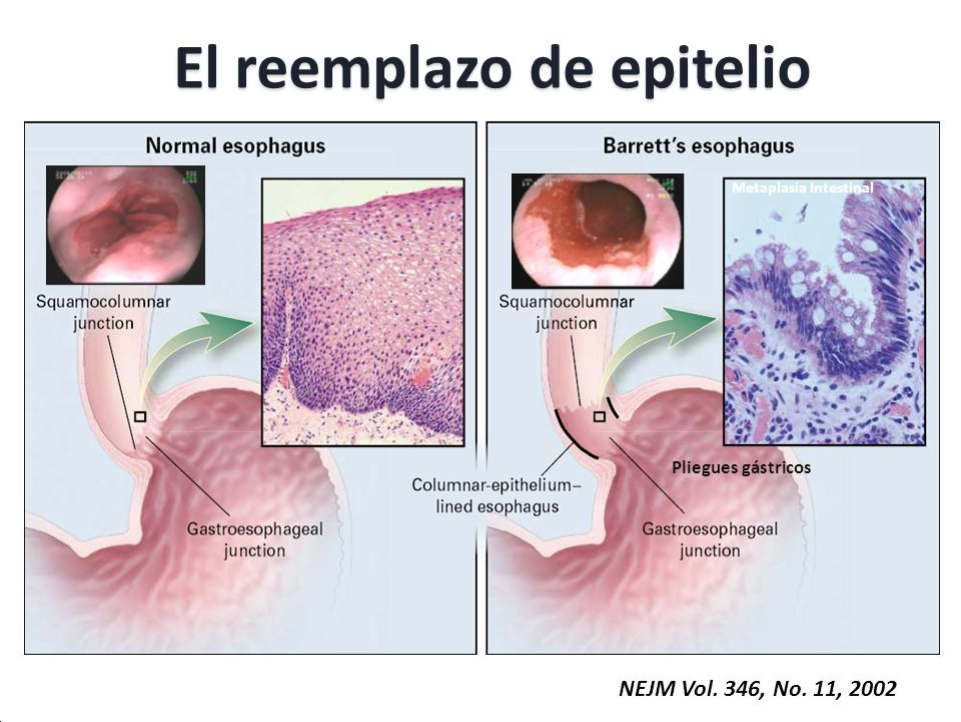 El reemplazo de epitelio
Normal esophagus
Squamocolumnar
junction
Gastroesophageal
junction
Barrett's esophagus
Metaplasia Intestinal
Squamocolumnar
junction
Pliegues gástricos
Columnar-epithelium–
lined esophagus
Gastroesophageal
junction
NEJM Vol. 346, No. 11, 2002